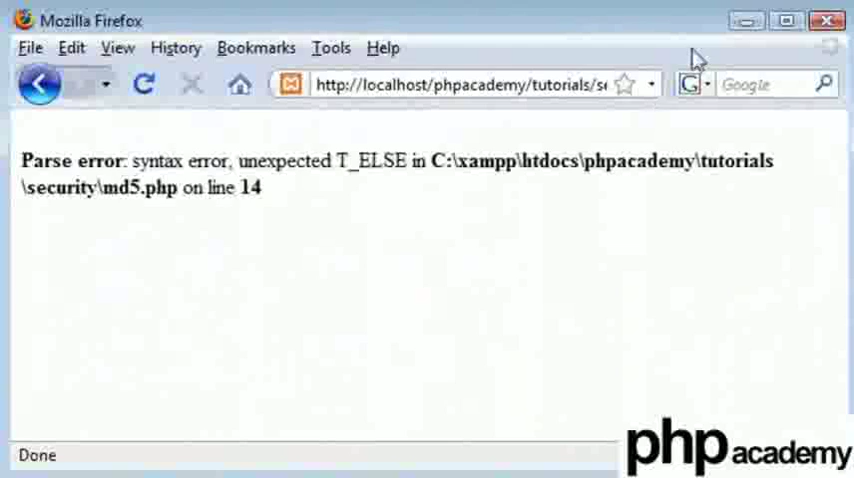 Mozilla Firefox
File Edit View History Bookmarks Tools Help
http://localhost/phpacademy/tutorials/se G Google
Parse error: syntax error, unexpected T_ELSE in C:\xampp\htdocs\phpacademy\tutorials
\security\md5.php on line 14
Done
php academy